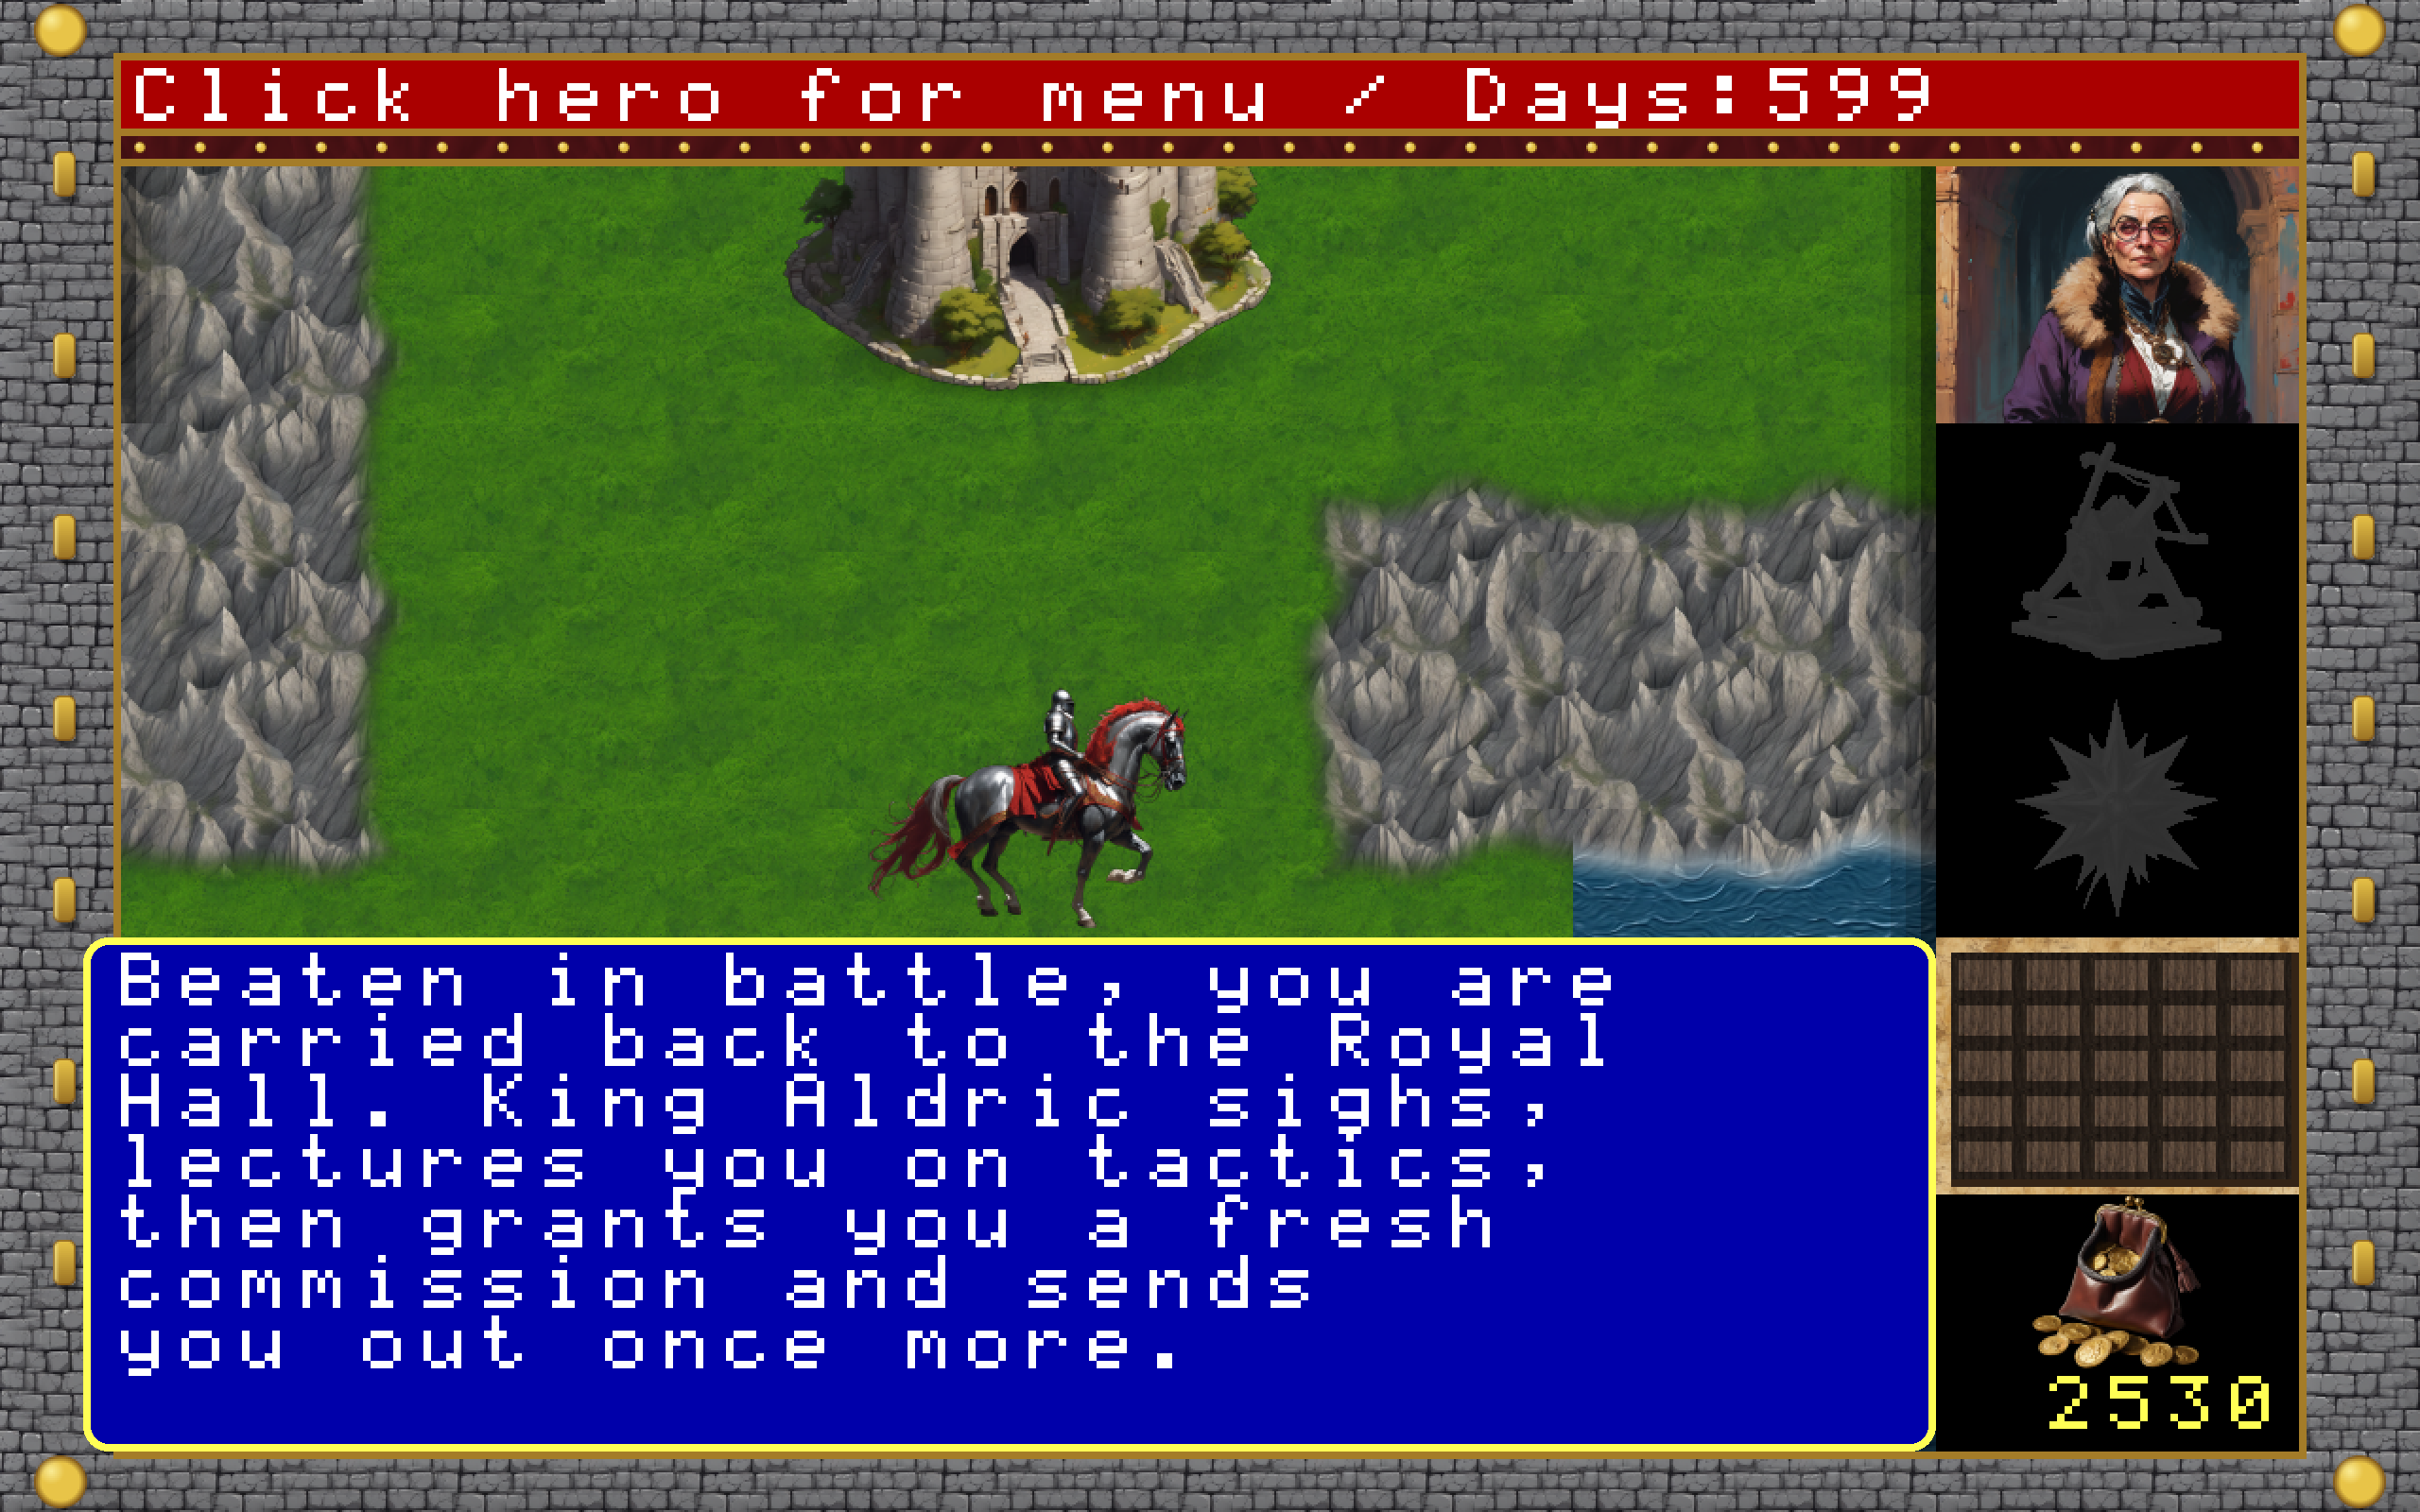 Click hero for menu / Days:599
Beaten in battle, you are
carried back to the Royal
Hall. King Aldric sighs,
lectures you on tactics,
then grants you a fresh
commission and sends
you out once more.
2530